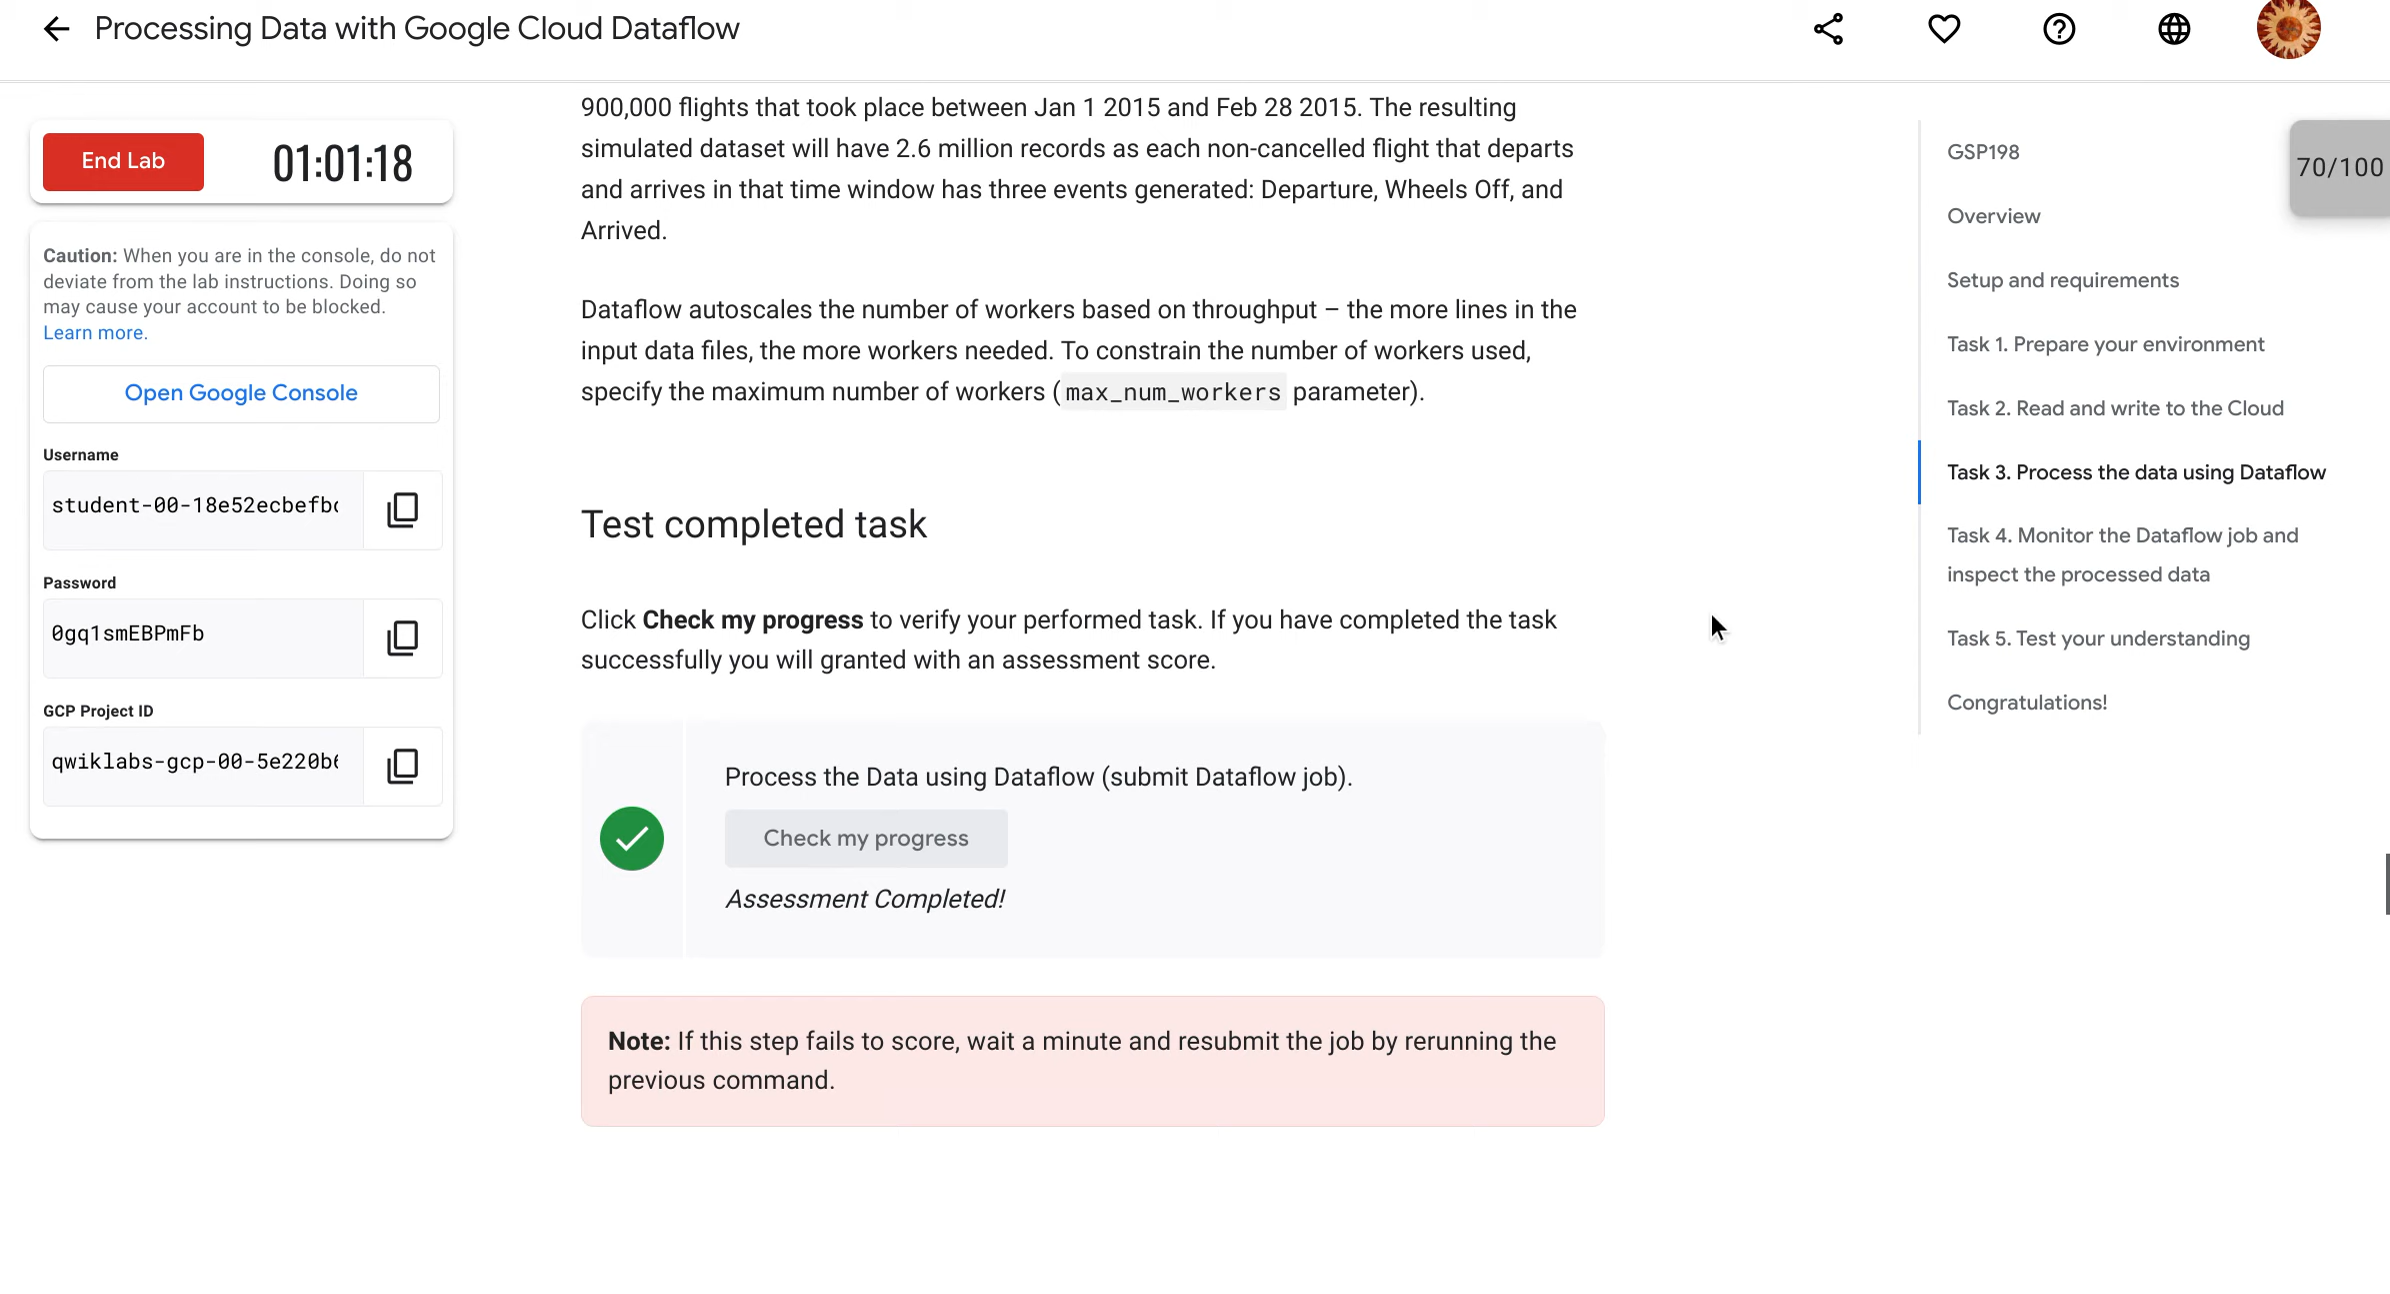 Processing Data with Google Cloud Dataflow
End Lab
01:01:18
Caution: When you are in the console, do not
deviate from the lab instructions. Doing so
may cause your account to be blocked.
Learn more.
Open Google Console
Username
student-00-18e52ecbefb
Password
0gq1smEBPmFb
GCP Project ID
qwiklabs-gcp-00-5e220b
900,000 flights that took place between Jan 1 2015 and Feb 28 2015. The resulting
simulated dataset will have 2.6 million records as each non-cancelled flight that departs
and arrives in that time window has three events generated: Departure, Wheels Off, and
Arrived.
Dataflow autoscales the number of workers based on throughput – the more lines in the
input data files, the more workers needed. To constrain the number of workers used,
specify the maximum number of workers (max_num_workers parameter).
Test completed task
Click Check my progress to verify your performed task. If you have completed the task
successfully you will granted with an assessment score.
Process the Data using Dataflow (submit Dataflow job).
Check my progress
Assessment Completed!
Note: If this step fails to score, wait a minute and resubmit the job by rerunning the
previous command.
GSP198
Overview
Setup and requirements
Task 1. Prepare your environment
Task 2. Read and write to the Cloud
Task 3. Process the data using Dataflow
Task 4. Monitor the Dataflow job and
inspect the processed data
Task 5. Test your understanding
Congratulations!
70/100